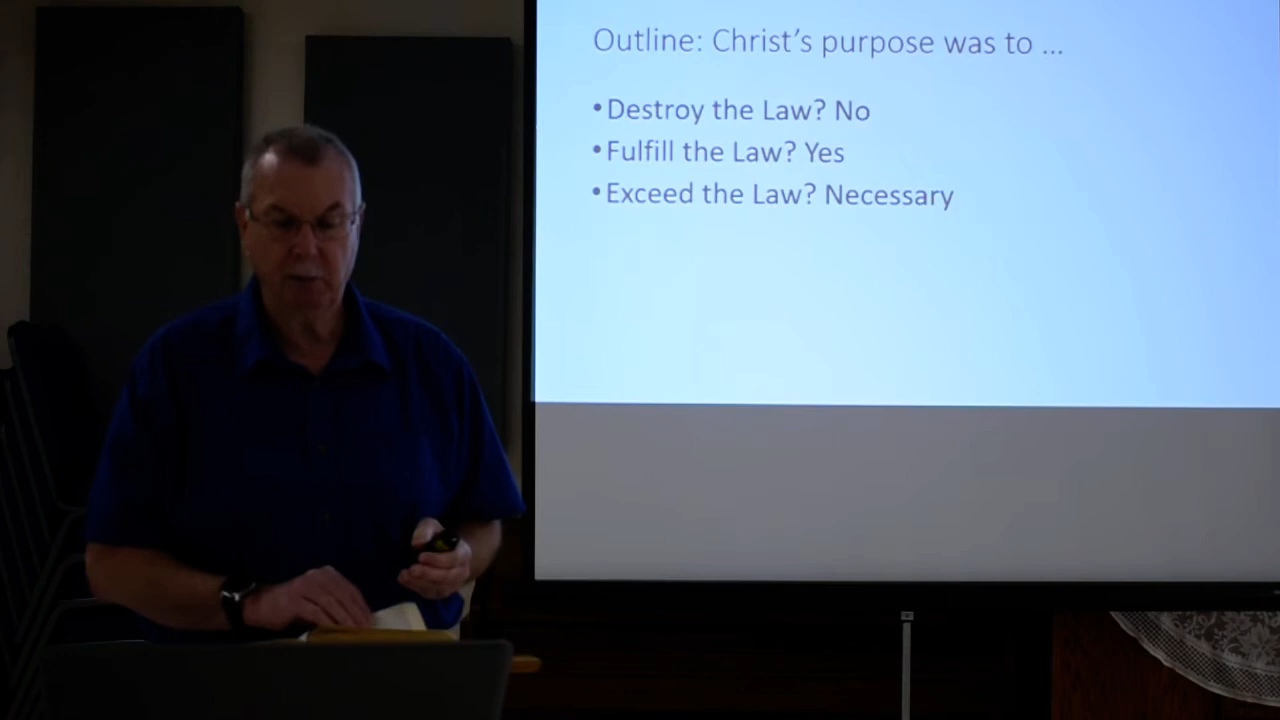 Outline: Christ's purpose was to ...
• Destroy the Law? No
• Fulfill the Law? Yes
• Exceed the Law? Necessary